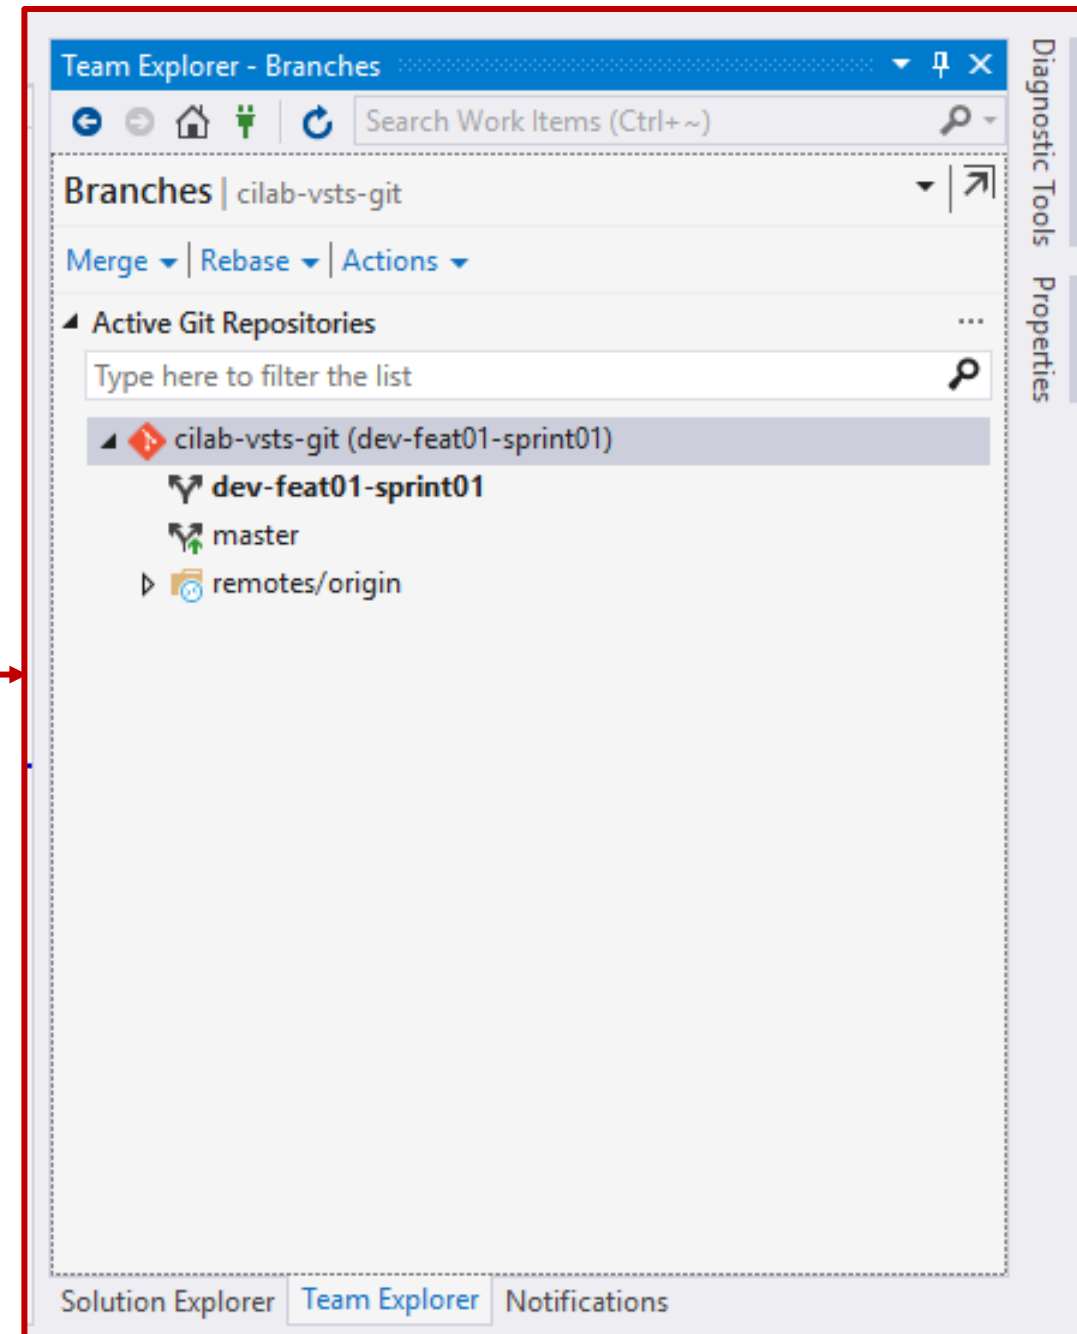 Team Explorer - Branches
Search Work Items (Ctrl+~)
Branches | cilab-vsts-git
Merge | Rebase | Actions
Active Git Repositories ...
Type here to filter the list
cilab-vsts-git (dev-feat01-sprint01)
dev-feat01-sprint01
master
remotes/origin
Solution Explorer Team Explorer Notifications
Diagnostic Tools
Properties